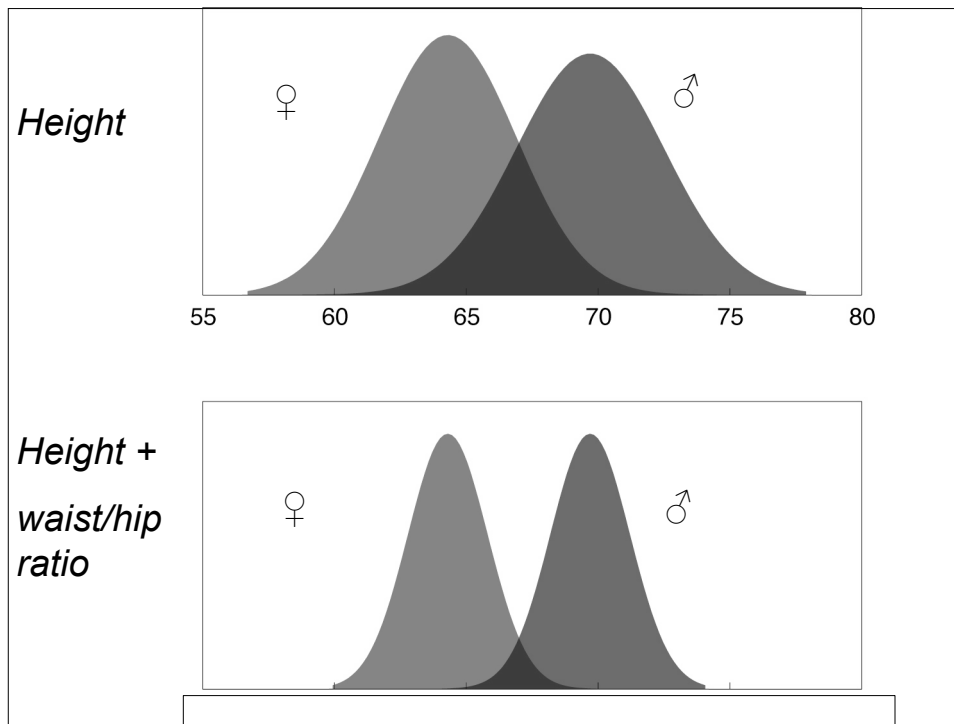 Height
♀ ♂
55 60 65 70 75 80
Height +
waist/hip
ratio
♀ ♂